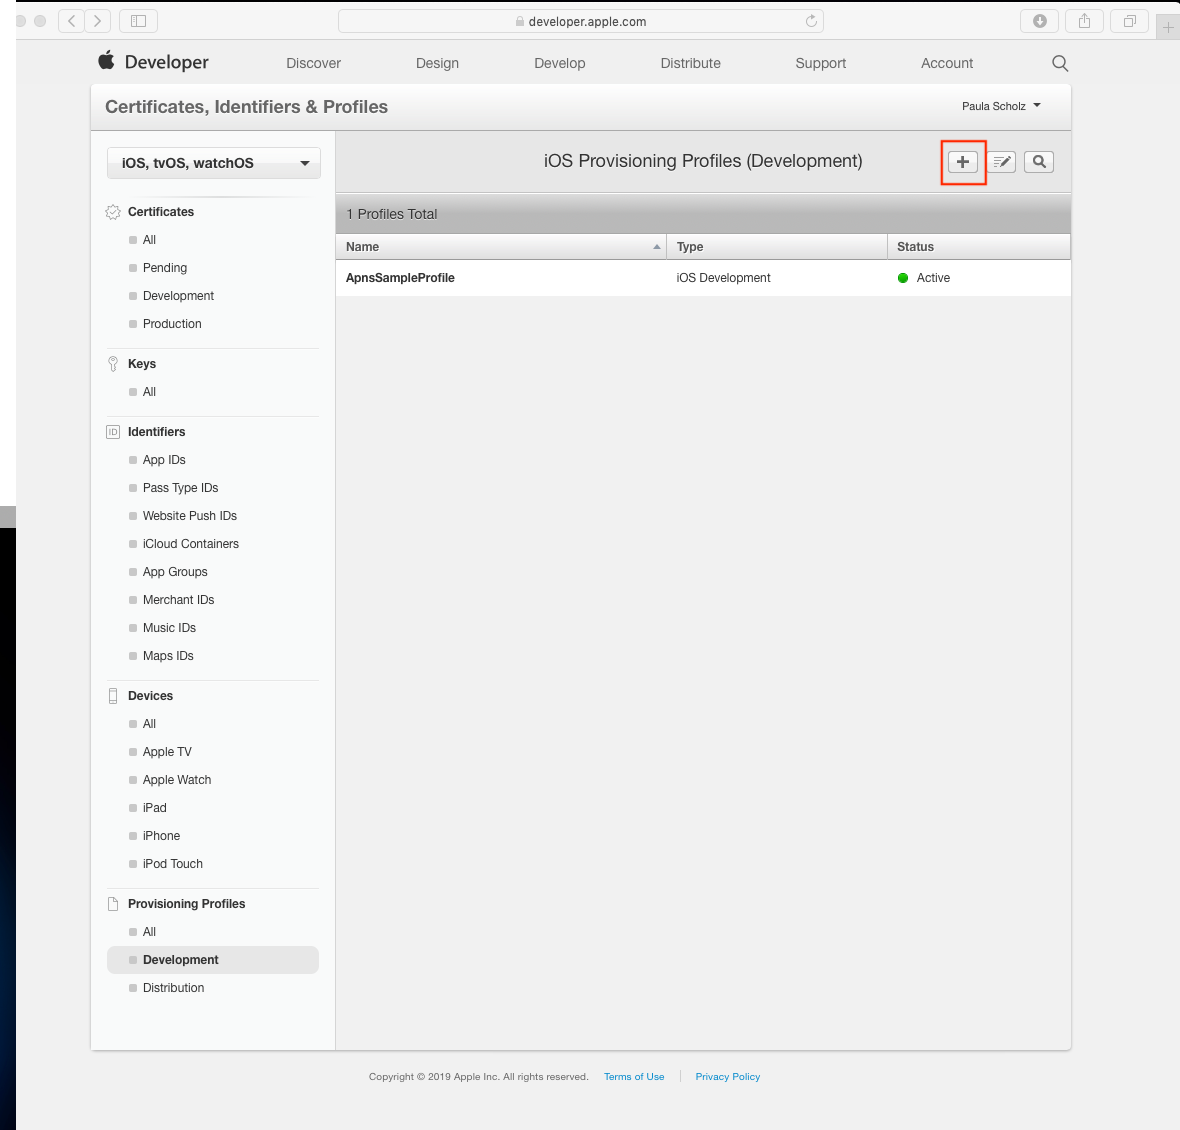 developer.apple.com
Developer
Discover
Design
Develop
Distribute
Support
Account
Certificates, Identifiers & Profiles
Paula Scholz
iOS, tvOS, watchOS
Certificates
All
Pending
Development
Production
Keys
All
ID Identifiers
App IDs
Pass Type IDs
Website Push IDs
iCloud Containers
App Groups
Merchant IDs
Music IDs
Maps IDs
Devices
All
Apple TV
Apple Watch
iPad
iPhone
iPod Touch
Provisioning Profiles
All
Development
Distribution
iOS Provisioning Profiles (Development)
1 Profiles Total
Name Type Status
ApnsSampleProfile iOS Development Active
Copyright © 2019 Apple Inc. All rights reserved. Terms of Use Privacy Policy